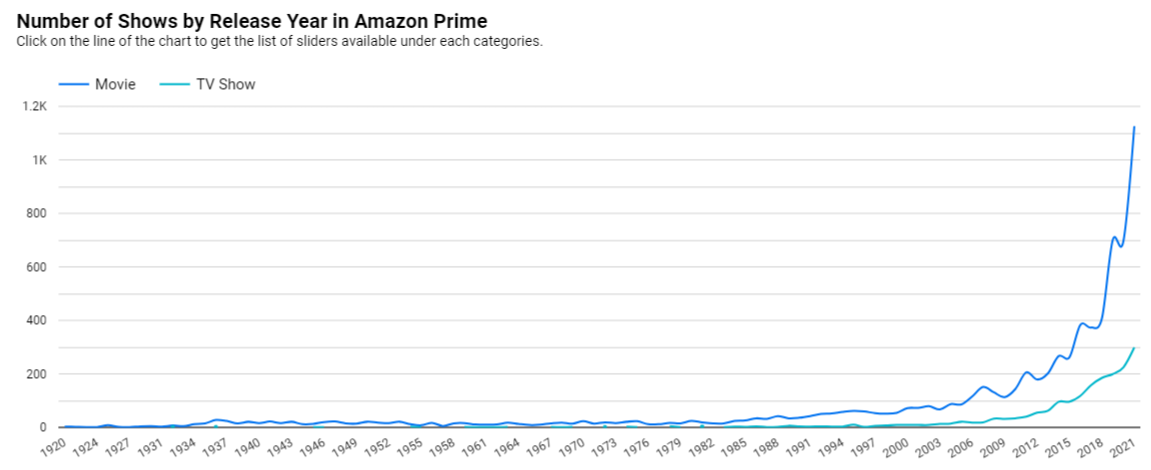 Number of Shows by Release Year in Amazon Prime
Click on the line of the chart to get the list of sliders available under each categories.
Movie TV Show
1.2K
1K
800
600
400
200
0
1920 1924 1927 1931 1934 1937 1940 1943 1946 1949 1952 1955 1958 1961 1964 1967 1970 1973 1976 1979 1982 1985 1988 1991 1994 1997 2000 2003 2006 2009 2012 2015 2018 2021